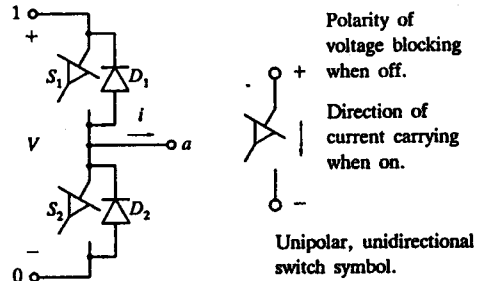 1
+
S1
D1
i
V
a
S2
D2
−
0
Polarity of
voltage blocking
when off.
+
Direction of
current carrying
when on.
−
Unipolar, unidirectional
switch symbol.